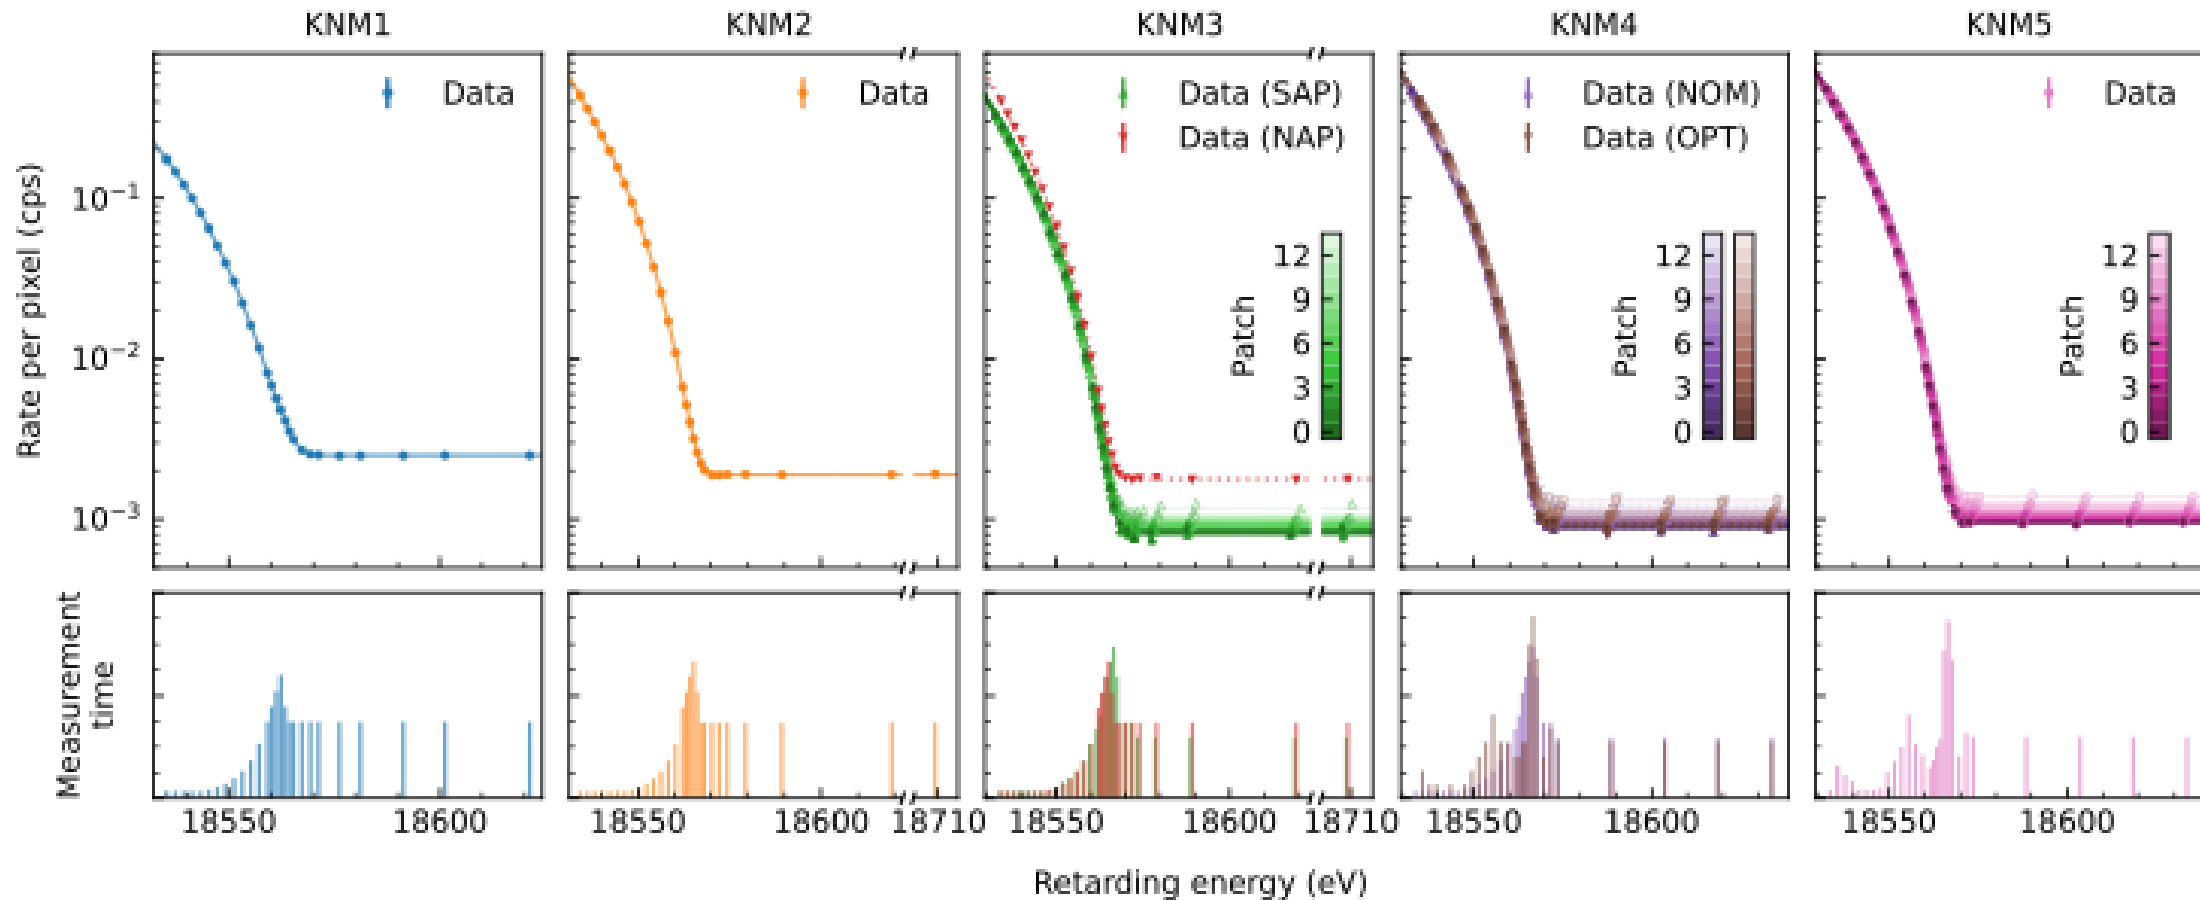 KNM1 KNM2 KNM3 KNM4 KNM5
Data
Data
Data (SAP)
Data (NAP)
Data (NOM)
Data (OPT)
Data
Rate per pixel (cps)
10⁻¹
10⁻²
10⁻³
Patch
12
9
6
3
0
Patch
12
9
6
3
0
Patch
12
9
6
3
0
Measurement
time
18550 18600 18550 18600 18710 18550 18600 18710 18550 18600 18550 18600
Retarding energy (eV)